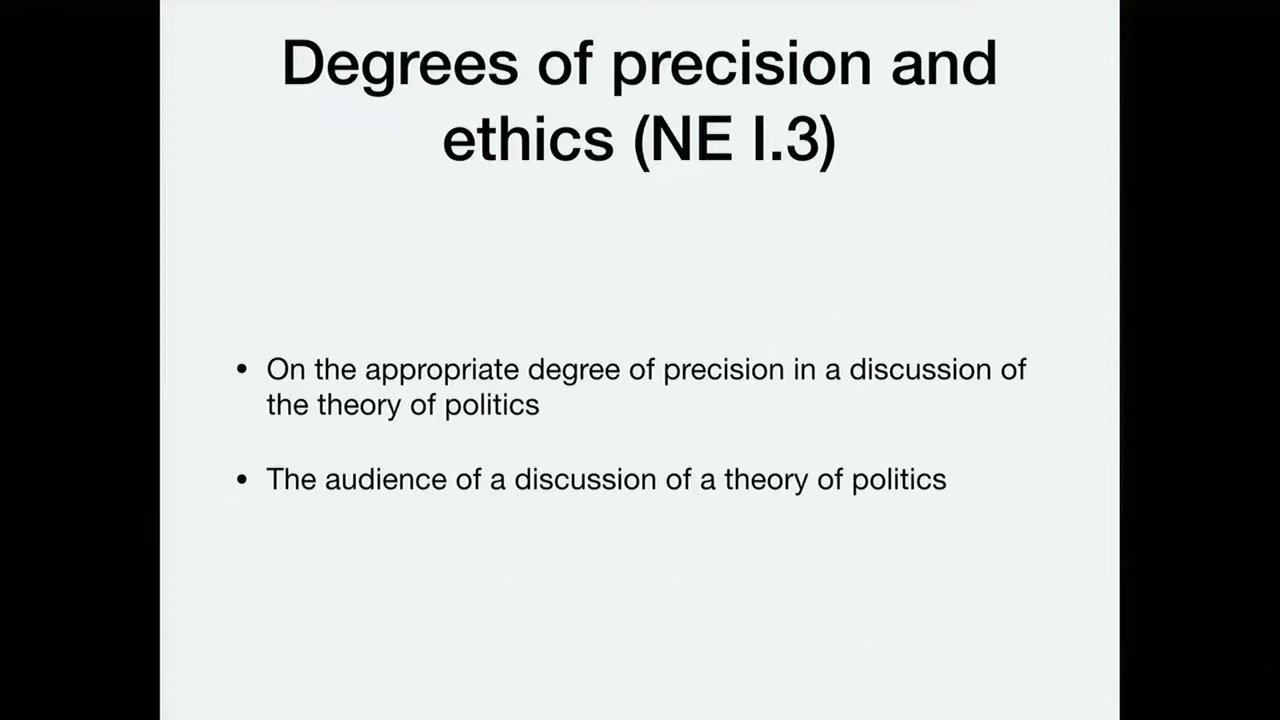 Degrees of precision and
ethics (NE I.3)
• On the appropriate degree of precision in a discussion of
the theory of politics
• The audience of a discussion of a theory of politics